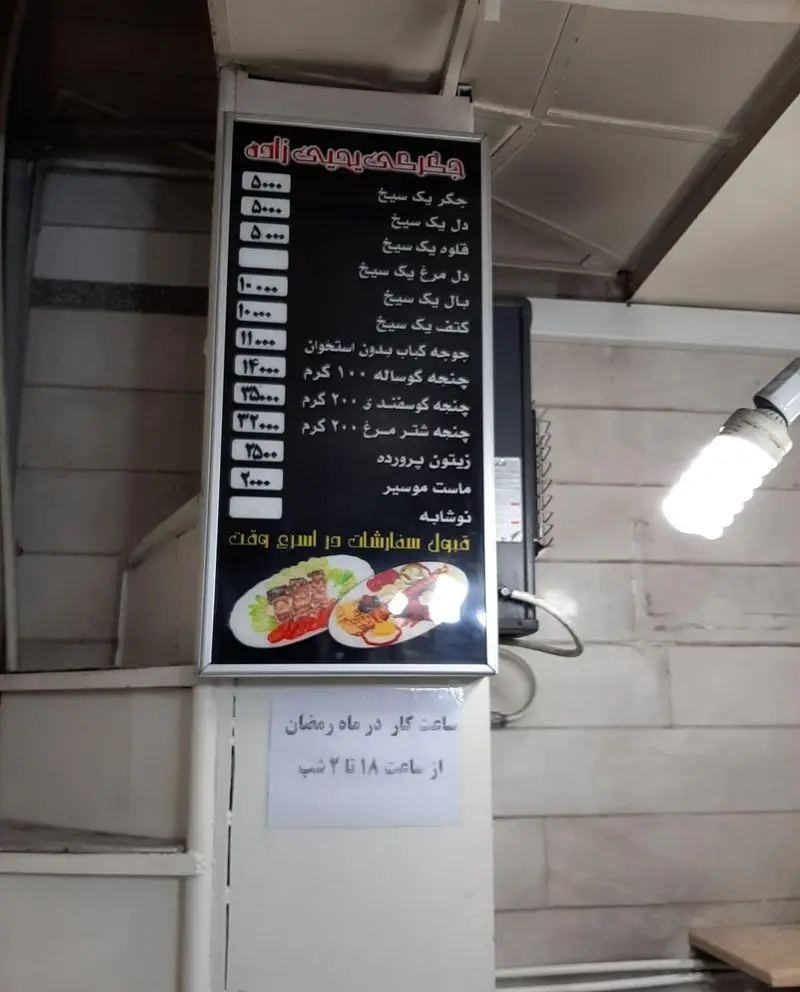 جگرکی یحیی زاده
جگر یک سیخ ۵۰۰۰
دل یک سیخ ۵۰۰۰
قلوه یک سیخ ۵۰۰۰
دل مرغ یک سیخ
بال یک سیخ ۱۰۰۰۰
کتف یک سیخ ۱۰۰۰۰
جوجه کباب بدون استخوان ۱۱۰۰۰
چنجه گوساله ۱۰۰ گرم ۱۴۰۰۰
چنجه گوسفندی ۲۰۰ گرم ۳۵۰۰۰
چنجه شتر مرغ ۲۰۰ گرم ۳۲۰۰۰
زیتون پرورده ۲۵۰۰
ماست موسیر ۲۰۰۰
نوشابه
قبول سفارشات در اسرع وقت
ساعت کار در ماه رمضان
از ساعت ۱۸ تا ۲ شب